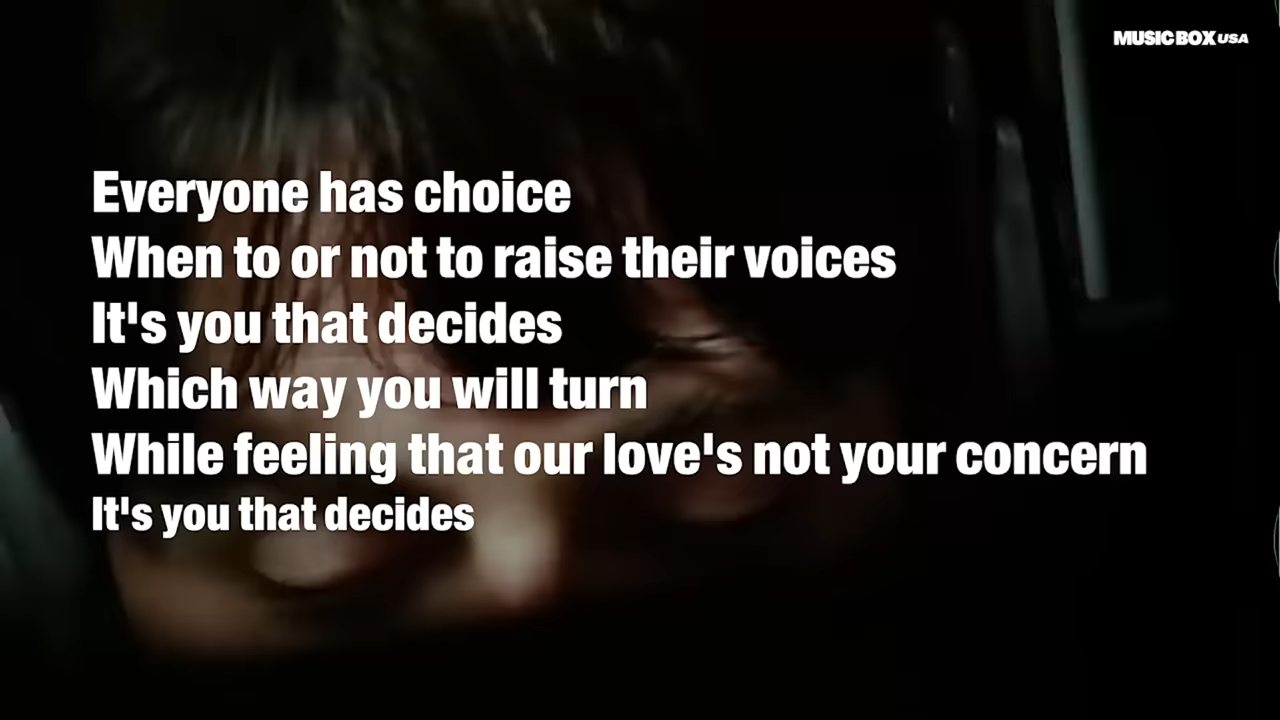 MUSIC BOX USA
Everyone has choice
When to or not to raise their voices
It's you that decides
Which way you will turn
While feeling that our love's not your concern
It's you that decides